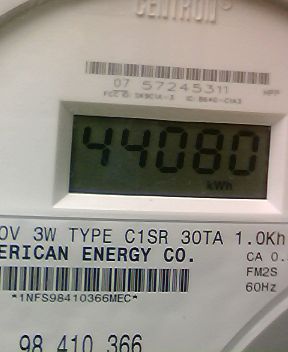 CENTRON
07 57245311
44080
kWh
0V 3W TYPE C1SR 30TA 1.0Kh
ERICAN ENERGY CO.
CA 0.
FM2S
*1NFS98410366MEC*
60Hz
98 410 366